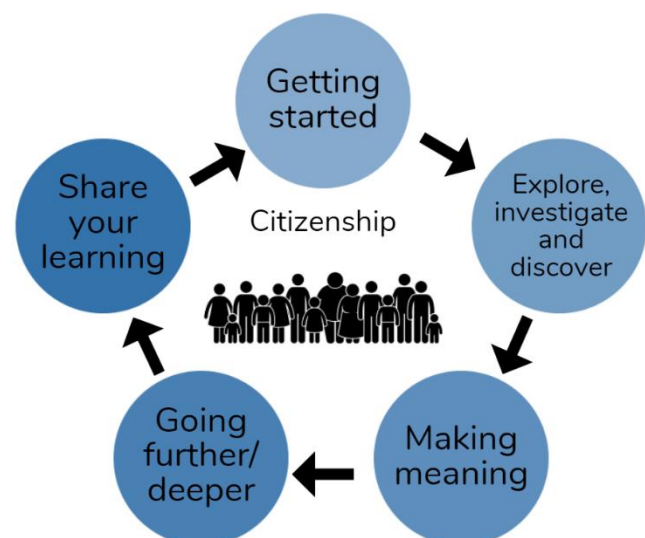 Getting
started
Explore,
investigate
and
discover
Making
meaning
Going
further/
deeper
Share
your
learning
Citizenship